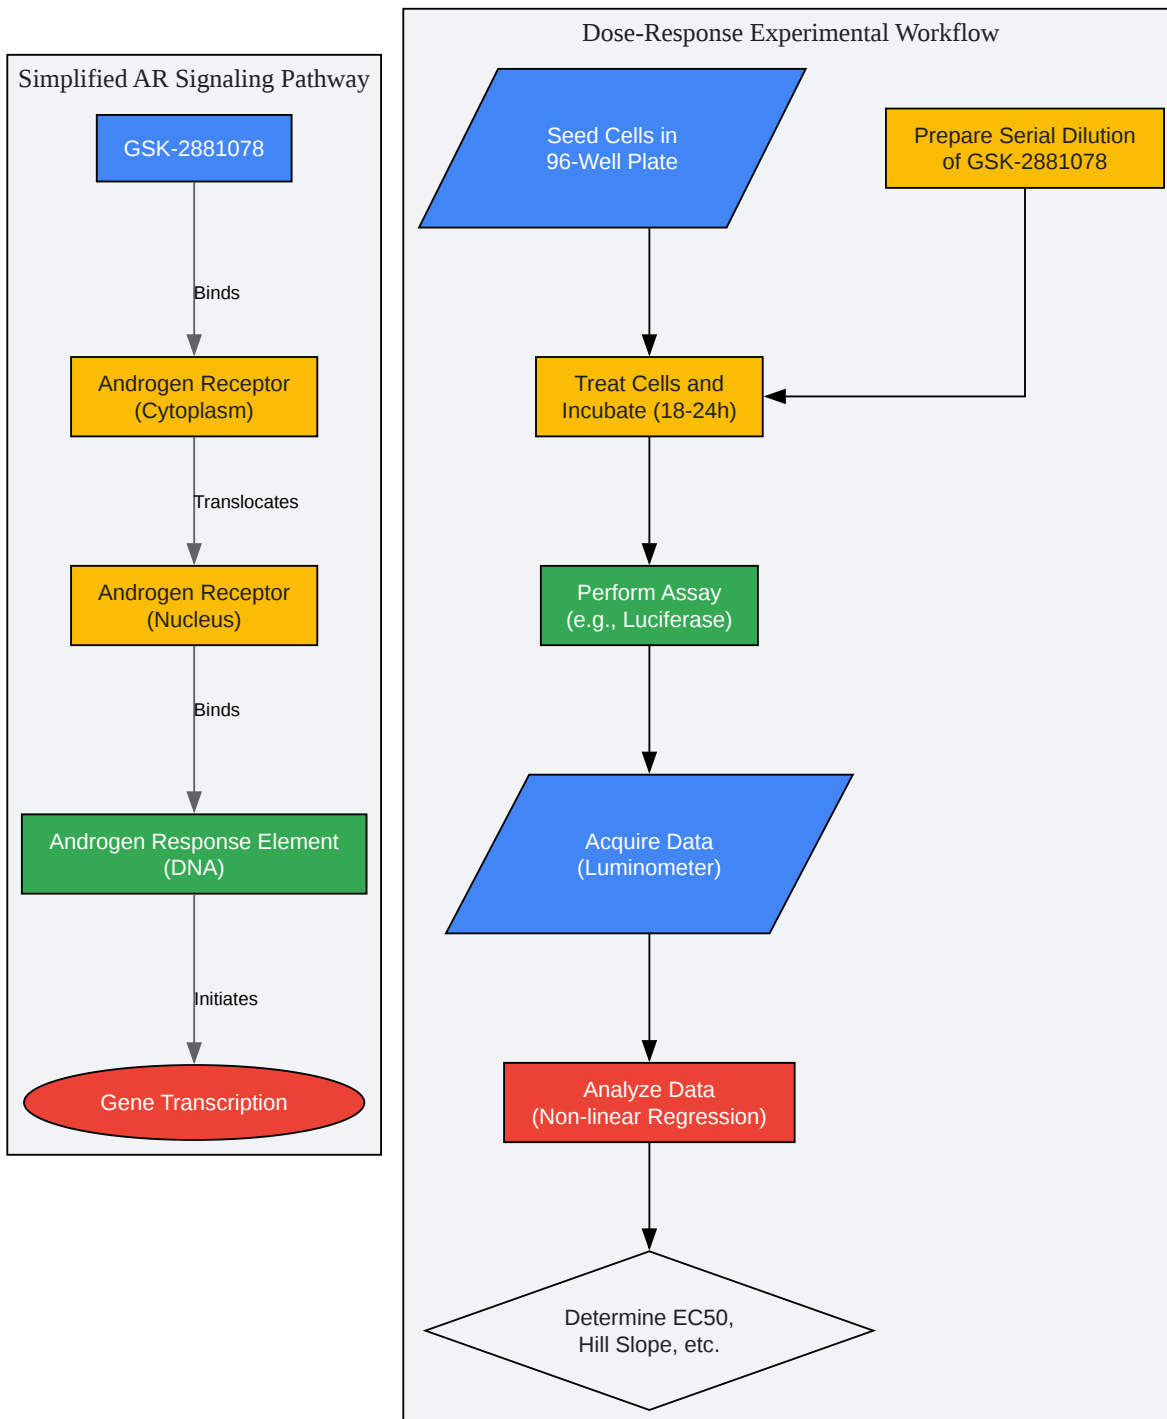 Simplified AR Signaling Pathway
GSK-2881078
Binds
Androgen Receptor
(Cytoplasm)
Translocates
Androgen Receptor
(Nucleus)
Binds
Androgen Response Element
(DNA)
Initiates
Gene Transcription
Dose-Response Experimental Workflow
Seed Cells in
96-Well Plate
Prepare Serial Dilution
of GSK-2881078
Treat Cells and
Incubate (18-24h)
Perform Assay
(e.g., Luciferase)
Acquire Data
(Luminometer)
Analyze Data
(Non-linear Regression)
Determine EC50,
Hill Slope, etc.